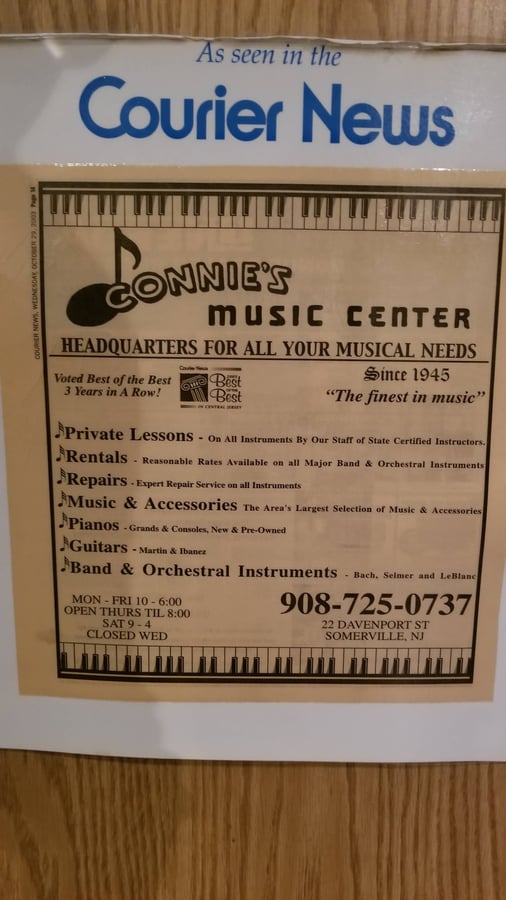 As seen in the
Courier News
COURIER NEWS, WEDNESDAY, OCTOBER 29, 2003 Page 14
CONNIE'S
MUSIC CENTER
HEADQUARTERS FOR ALL YOUR MUSICAL NEEDS
Voted Best of the Best
3 Years in A Row!
Courier News
Best
Best
IN CENTRAL JERSEY
Since 1945
"The finest in music"
Private Lessons - On All Instruments By Our Staff of State Certified Instructors.
Rentals - Reasonable Rates Available on all Major Band & Orchestral Instruments
Repairs - Expert Repair Service on all Instruments
Music & Accessories The Area's Largest Selection of Music & Accessories
Pianos - Grands & Consoles, New & Pre-Owned
Guitars - Martin & Ibanez
Band & Orchestral Instruments - Bach, Selmer and LeBlanc
MON - FRI 10 - 6:00
OPEN THURS TIL 8:00
SAT 9 - 4
CLOSED WED
908-725-0737
22 DAVENPORT ST
SOMERVILLE, NJ